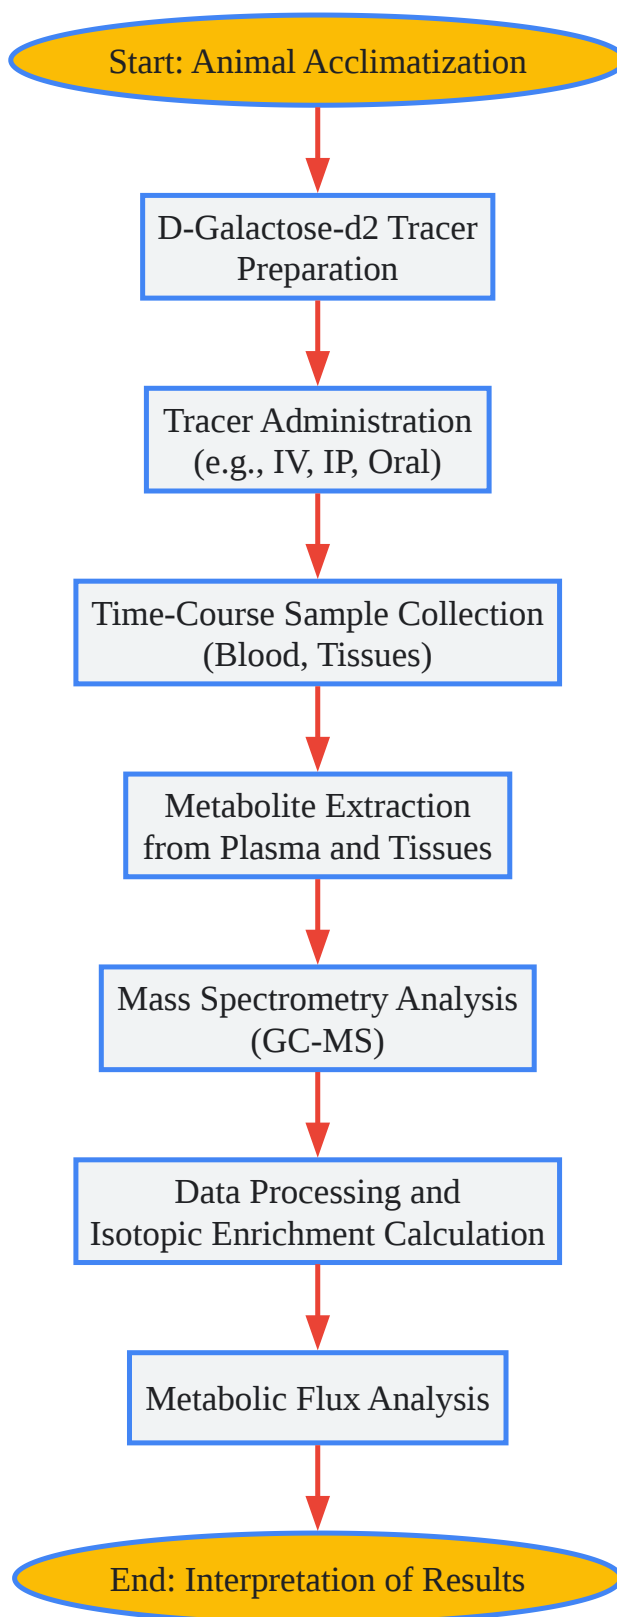 Start: Animal Acclimatization
D-Galactose-d2 Tracer
Preparation
Tracer Administration
(e.g., IV, IP, Oral)
Time-Course Sample Collection
(Blood, Tissues)
Metabolite Extraction
from Plasma and Tissues
Mass Spectrometry Analysis
(GC-MS)
Data Processing and
Isotopic Enrichment Calculation
Metabolic Flux Analysis
End: Interpretation of Results